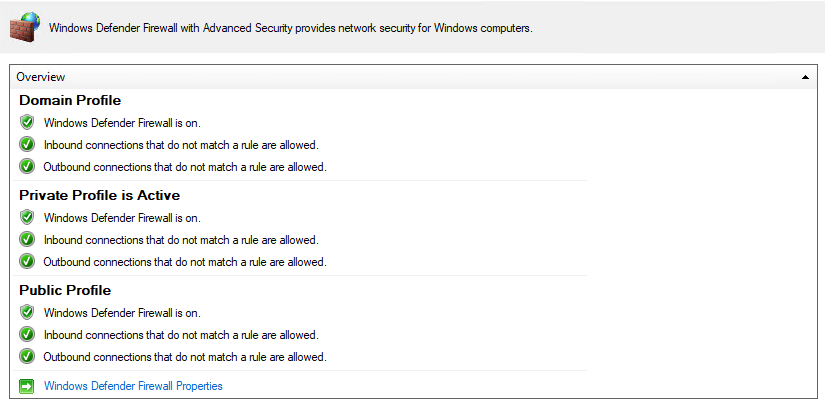 Windows Defender Firewall with Advanced Security provides network security for Windows computers.
Overview
Domain Profile
Windows Defender Firewall is on.
Inbound connections that do not match a rule are allowed.
Outbound connections that do not match a rule are allowed.
Private Profile is Active
Windows Defender Firewall is on.
Inbound connections that do not match a rule are allowed.
Outbound connections that do not match a rule are allowed.
Public Profile
Windows Defender Firewall is on.
Inbound connections that do not match a rule are allowed.
Outbound connections that do not match a rule are allowed.
Windows Defender Firewall Properties